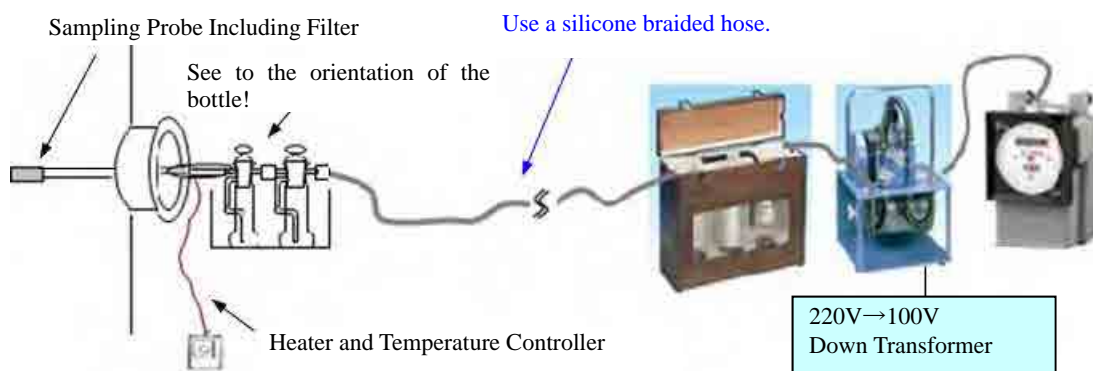 Sampling Probe Including Filter
Use a silicone braided hose.
See to the orientation of the
bottle!
Heater and Temperature Controller
220V→100V
Down Transformer